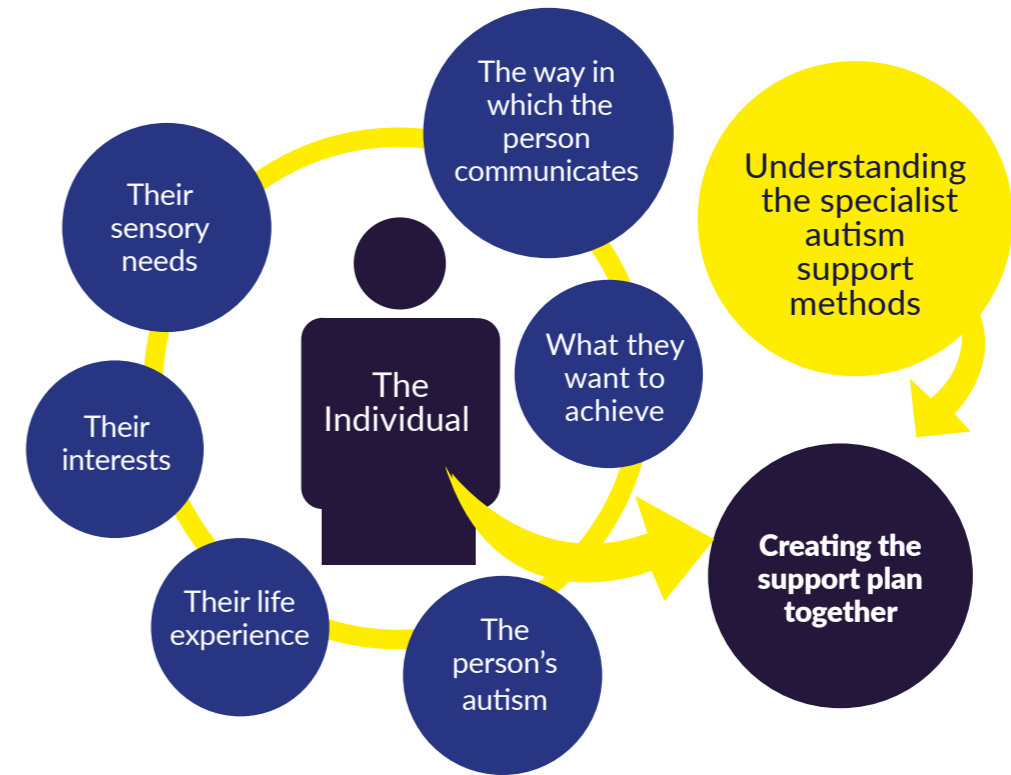 The way in
which the
person
communicates
Their
sensory
needs
Understanding
the specialist
autism
support
methods
What they
want to
achieve
The
Individual
Their
interests
Creating the
support plan
together
Their life
experience
The
person’s
autism